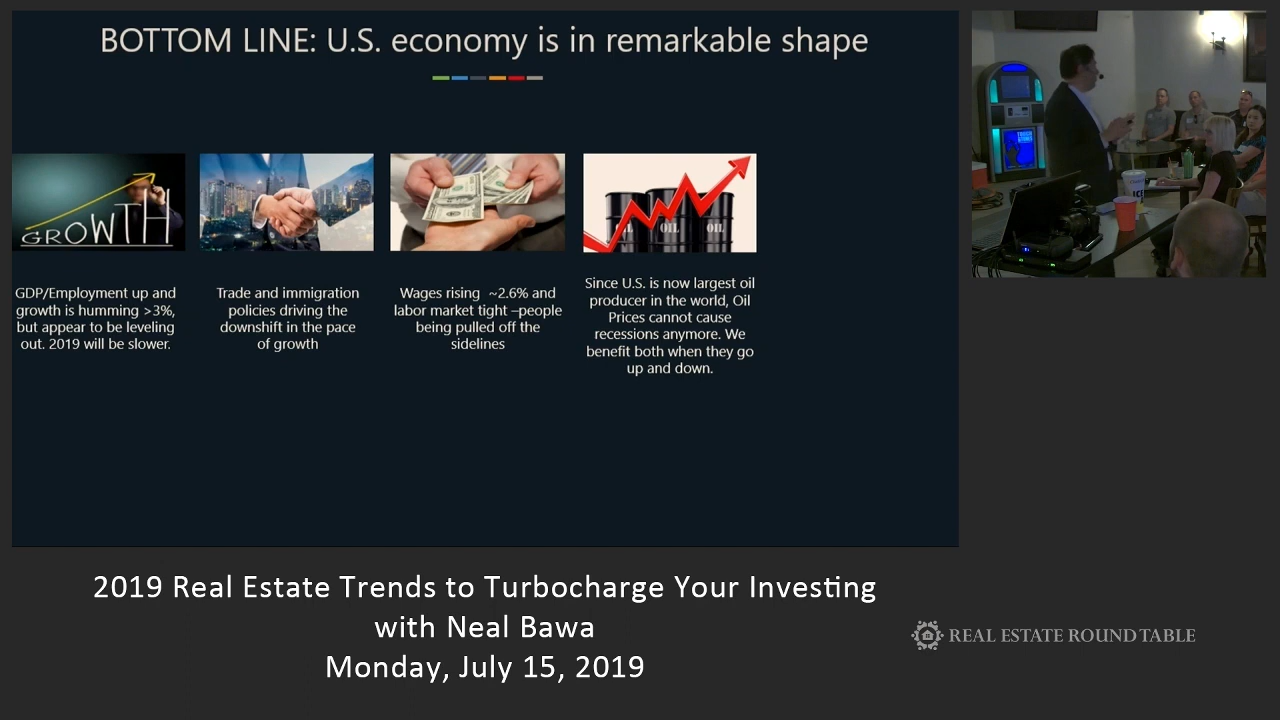 BOTTOM LINE: U.S. economy is in remarkable shape
GROWTH
OIL
OIL
GDP/Employment up and
growth is humming >3%,
but appear to be leveling
out. 2019 will be slower.
Trade and immigration
policies driving the
downshift in the pace
of growth
Wages rising ~2.6% and
labor market tight –people
being pulled off the
sidelines
Since U.S. is now largest oil
producer in the world, Oil
Prices cannot cause
recessions anymore. We
benefit both when they go
up and down.
2019 Real Estate Trends to Turbocharge Your Investing
with Neal Bawa
Monday, July 15, 2019
REAL ESTATE ROUND TABLE